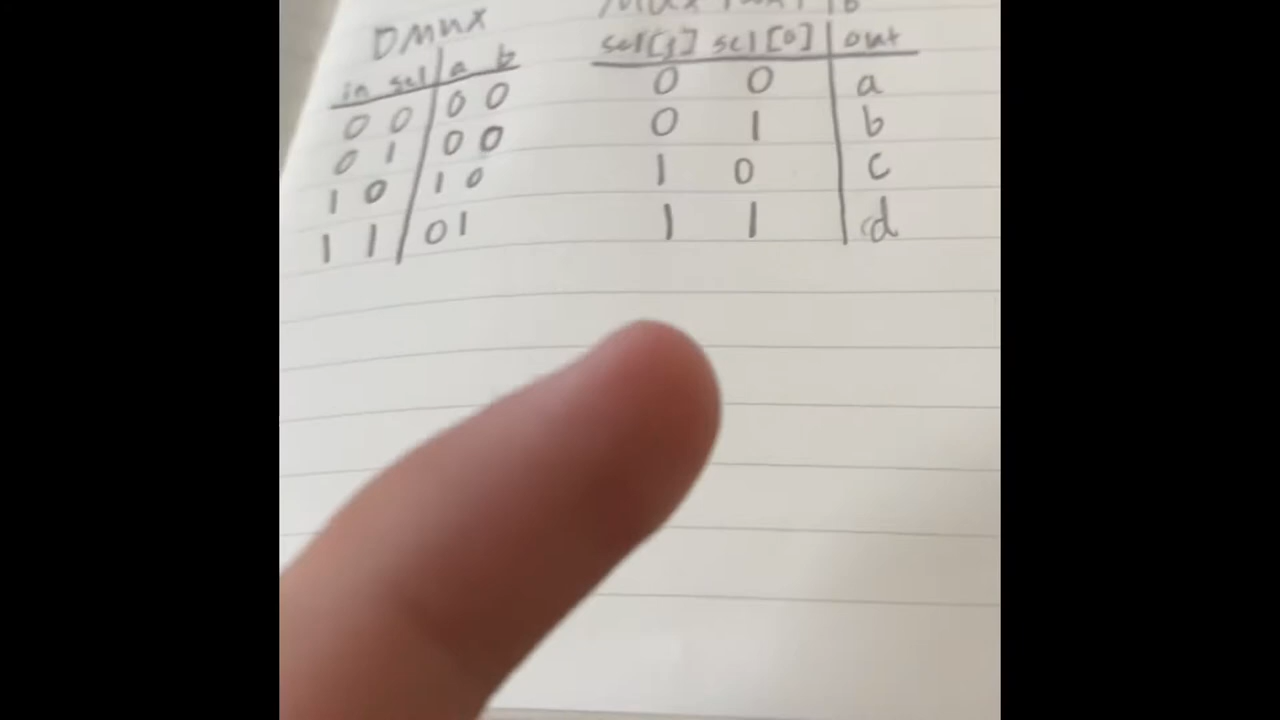 DMux
in sel a b
0 0 0 0
0 1 0 0
1 0 1 0
1 1 0 1
sel[1] sel[0] out
0 0 a
0 1 b
1 0 c
1 1 d